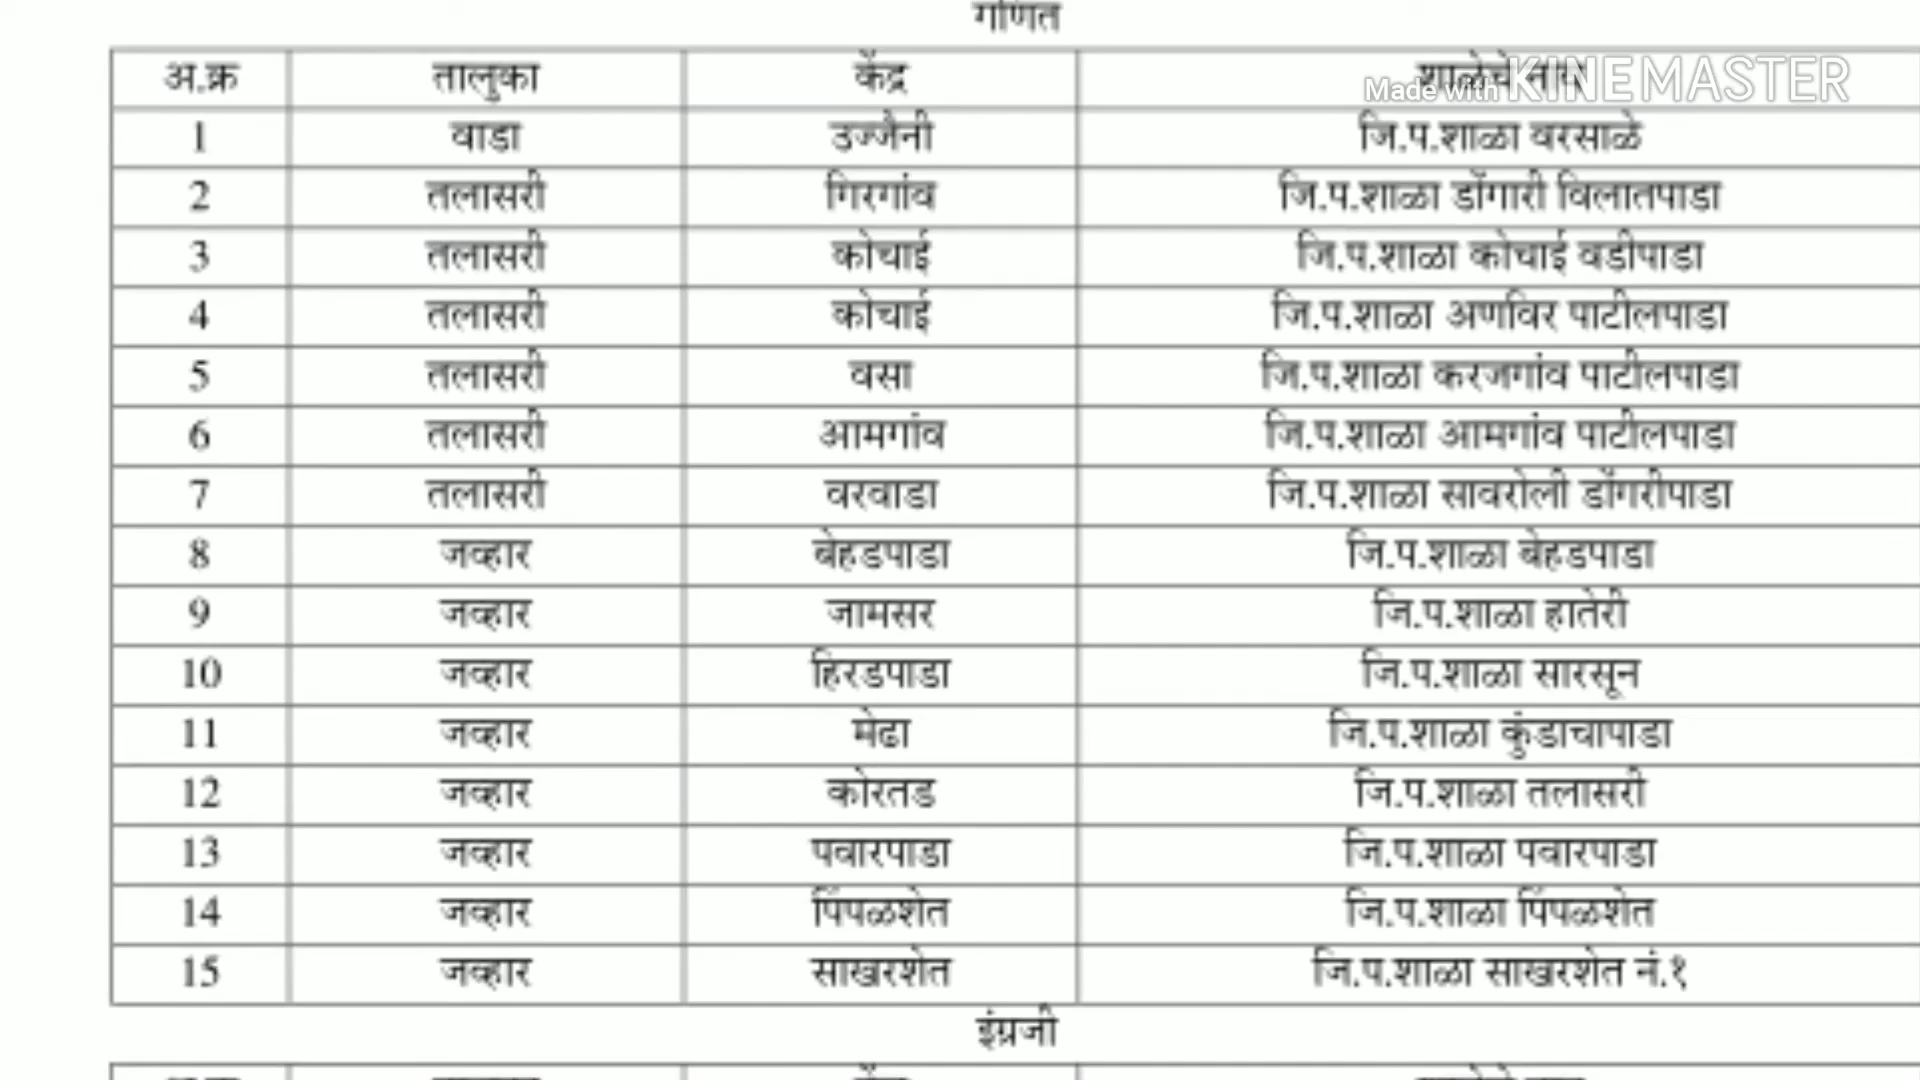 गणित
अ.क्र तालुका केंद्र शाळेचे नाव
Made with KINEMASTER
1 वाडा उज्जैनी जि.प.शाळा वरसाळे
2 तलासरी गिरगांव जि.प.शाळा डोंगारी विलातपाडा
3 तलासरी कोचाई जि.प.शाळा कोचाई वडीपाडा
4 तलासरी कोचाई जि.प.शाळा अणविर पाटीलपाडा
5 तलासरी वसा जि.प.शाळा करजगांव पाटीलपाडा
6 तलासरी आमगांव जि.प.शाळा आमगांव पाटीलपाडा
7 तलासरी वरवाडा जि.प.शाळा सावरोली डोंगरीपाडा
8 जव्हार बेहडपाडा जि.प.शाळा बेहडपाडा
9 जव्हार जामसर जि.प.शाळा हातेरी
10 जव्हार हिरडपाडा जि.प.शाळा सारसून
11 जव्हार मेढा जि.प.शाळा कुंडाचापाडा
12 जव्हार कोरतड जि.प.शाळा तलासरी
13 जव्हार पवारपाडा जि.प.शाळा पवारपाडा
14 जव्हार पिंपळशेत जि.प.शाळा पिंपळशेत
15 जव्हार साखरशेत जि.प.शाळा साखरशेत नं.१
इंग्रजी